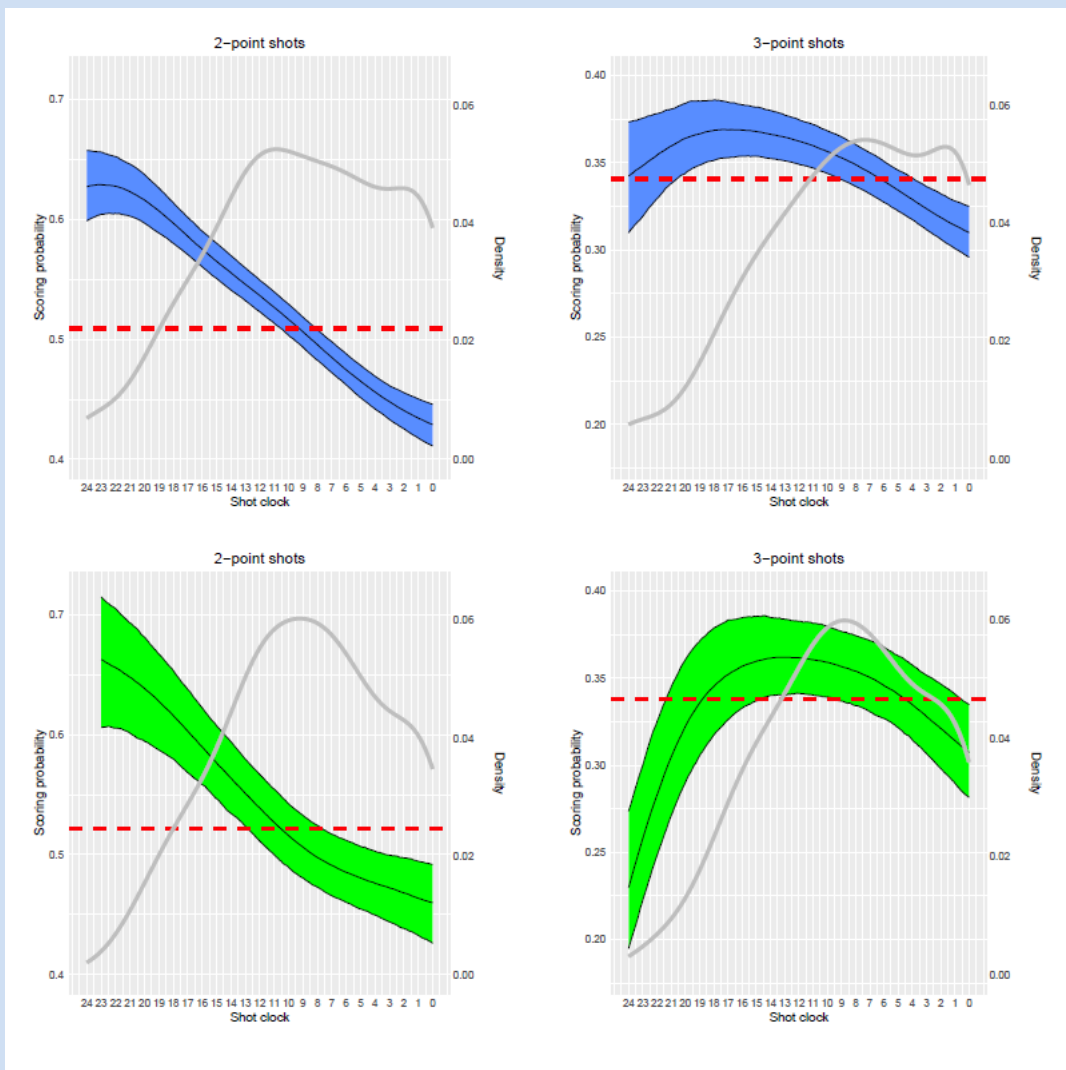 2−point shots
3−point shots
0.7
0.6
0.5
0.4
Scoring probability
0.06
0.04
0.02
0.00
Density
24 23 22 21 20 19 18 17 16 15 14 13 12 11 10 9 8 7 6 5 4 3 2 1 0
Shot clock
0.40
0.35
0.30
0.25
0.20
Scoring probability
0.06
0.04
0.02
0.00
Density
24 23 22 21 20 19 18 17 16 15 14 13 12 11 10 9 8 7 6 5 4 3 2 1 0
Shot clock
2−point shots
3−point shots
0.7
0.6
0.5
0.4
Scoring probability
0.06
0.04
0.02
0.00
Density
24 23 22 21 20 19 18 17 16 15 14 13 12 11 10 9 8 7 6 5 4 3 2 1 0
Shot clock
0.40
0.35
0.30
0.25
0.20
Scoring probability
0.06
0.04
0.02
0.00
Density
24 23 22 21 20 19 18 17 16 15 14 13 12 11 10 9 8 7 6 5 4 3 2 1 0
Shot clock